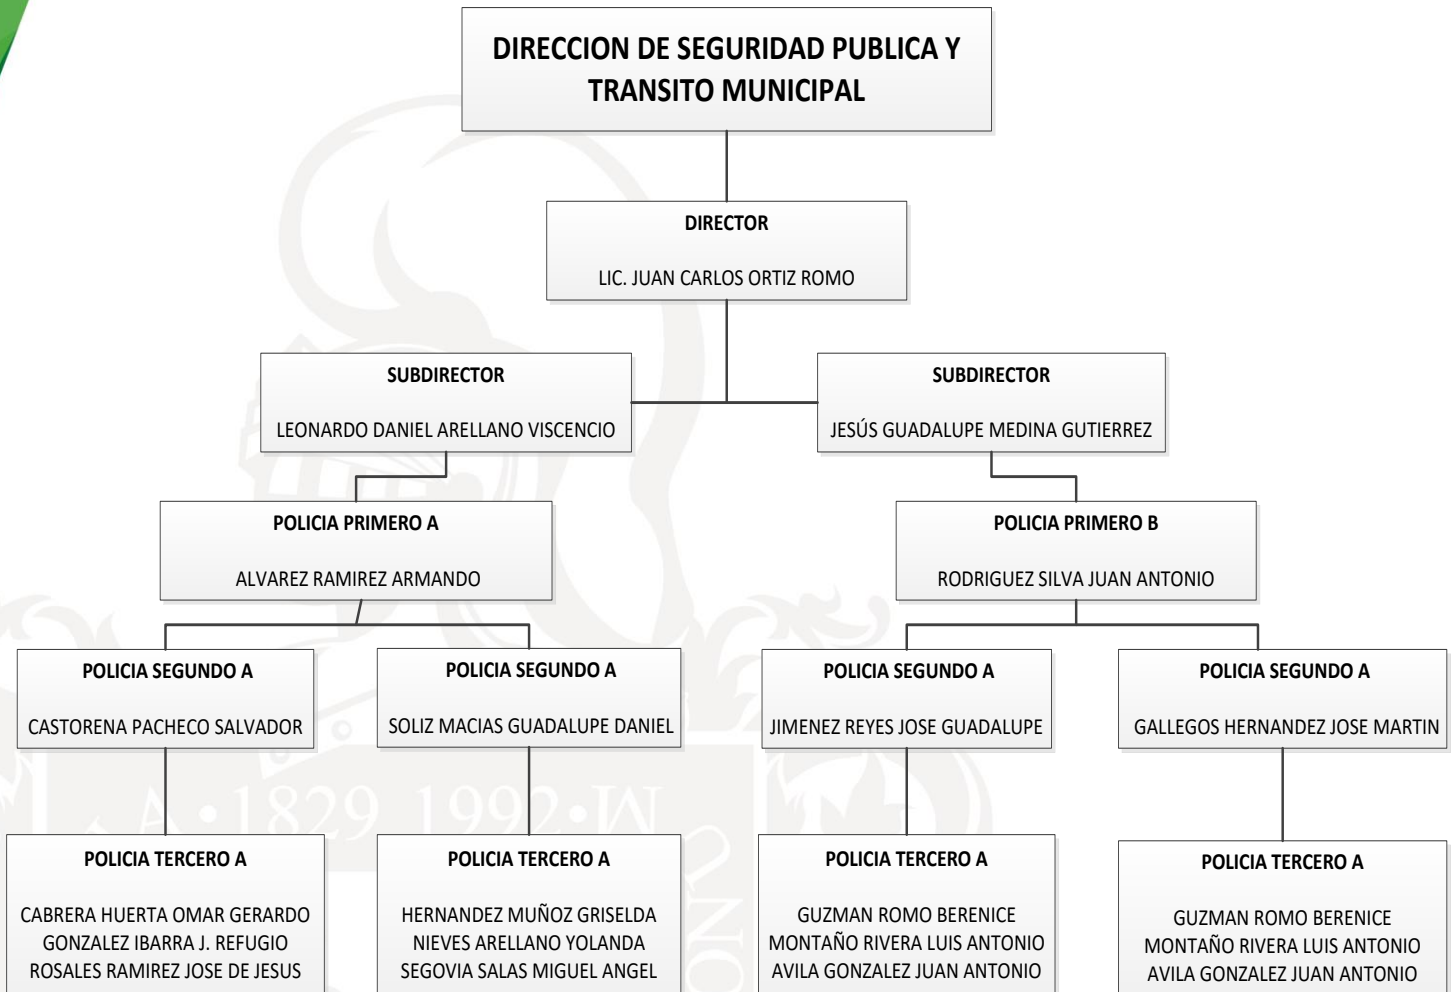 DIRECCION DE SEGURIDAD PUBLICA Y
TRANSITO MUNICIPAL
DIRECTOR
LIC. JUAN CARLOS ORTIZ ROMO
SUBDIRECTOR
LEONARDO DANIEL ARELLANO VISCENCIO
SUBDIRECTOR
JESÚS GUADALUPE MEDINA GUTIERREZ
POLICIA PRIMERO A
ALVAREZ RAMIREZ ARMANDO
POLICIA PRIMERO B
RODRIGUEZ SILVA JUAN ANTONIO
POLICIA SEGUNDO A
CASTORENA PACHECO SALVADOR
POLICIA SEGUNDO A
SOLIZ MACIAS GUADALUPE DANIEL
POLICIA SEGUNDO A
JIMENEZ REYES JOSE GUADALUPE
POLICIA SEGUNDO A
GALLEGOS HERNANDEZ JOSE MARTIN
POLICIA TERCERO A
CABRERA HUERTA OMAR GERARDO
GONZALEZ IBARRA J. REFUGIO
ROSALES RAMIREZ JOSE DE JESUS
POLICIA TERCERO A
HERNANDEZ MUÑOZ GRISELDA
NIEVES ARELLANO YOLANDA
SEGOVIA SALAS MIGUEL ANGEL
POLICIA TERCERO A
GUZMAN ROMO BERENICE
MONTAÑO RIVERA LUIS ANTONIO
AVILA GONZALEZ JUAN ANTONIO
POLICIA TERCERO A
GUZMAN ROMO BERENICE
MONTAÑO RIVERA LUIS ANTONIO
AVILA GONZALEZ JUAN ANTONIO
1829 1992